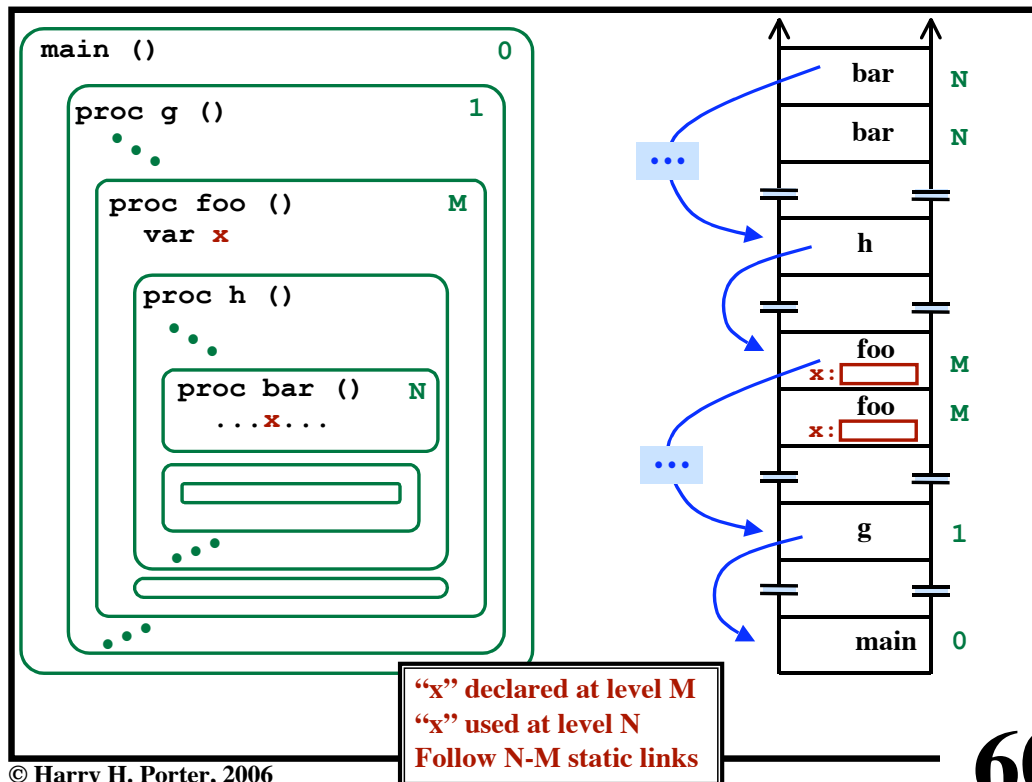 main () 0
proc g () 1
proc foo () M
var x
proc h ()
proc bar () N
...x...
bar N
bar N
...
h
foo M
x:
foo M
x:
...
g 1
main 0
“x” declared at level M
“x” used at level N
Follow N-M static links
© Harry H. Porter, 2006